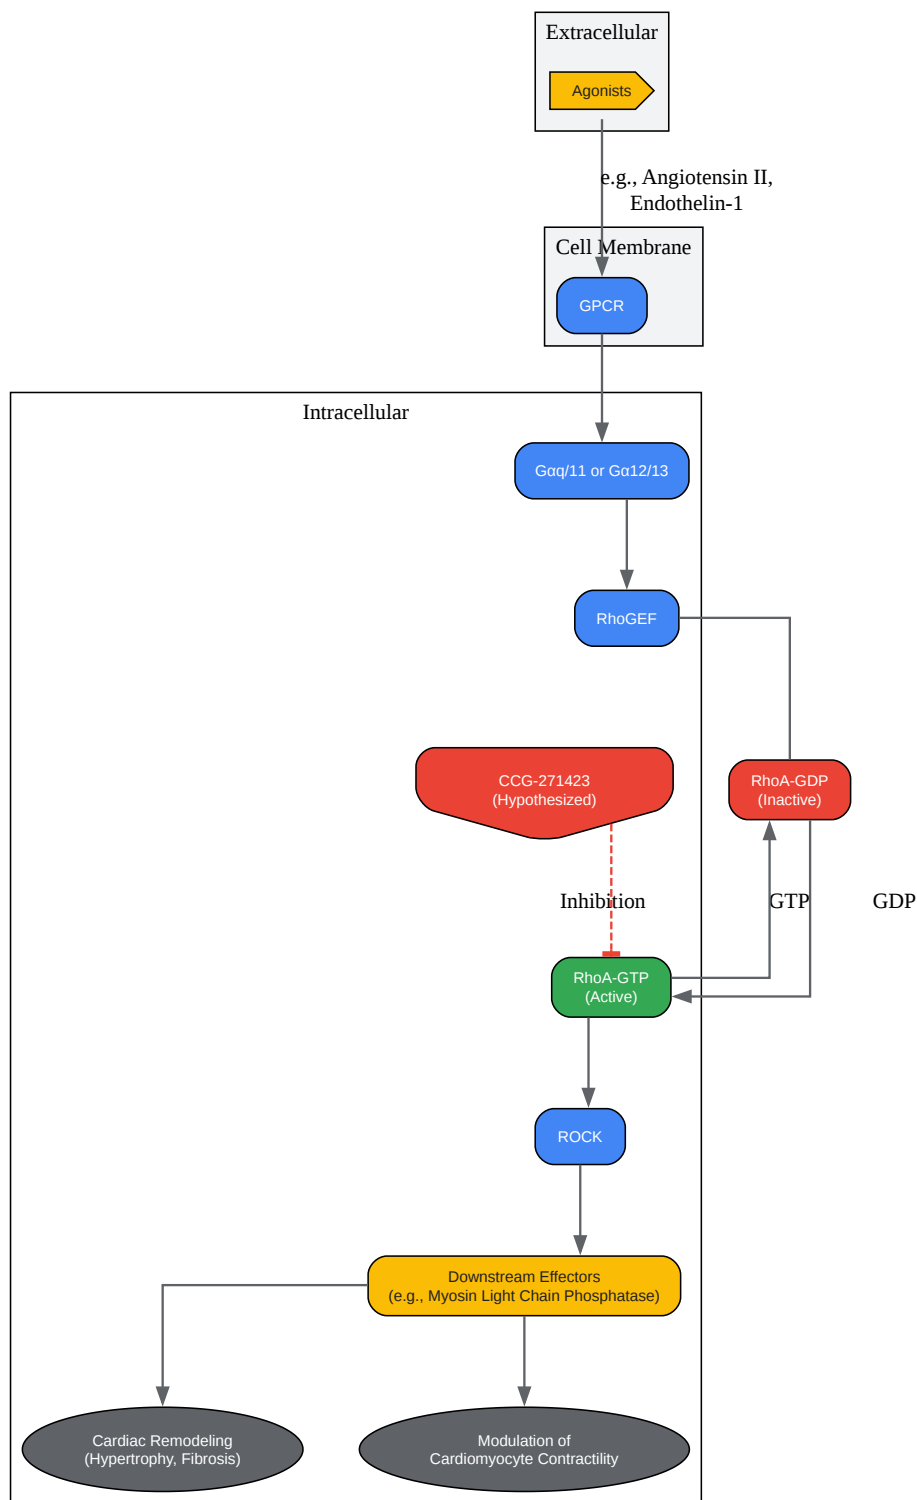 Extracellular
Agonists
e.g., Angiotensin II,
Endothelin-1
Cell Membrane
GPCR
Intracellular
Gαq/11 or Gα12/13
RhoGEF
CCG-271423
(Hypothesized)
RhoA-GDP
(Inactive)
Inhibition
GTP
GDP
RhoA-GTP
(Active)
ROCK
Downstream Effectors
(e.g., Myosin Light Chain Phosphatase)
Cardiac Remodeling
(Hypertrophy, Fibrosis)
Modulation of
Cardiomyocyte Contractility